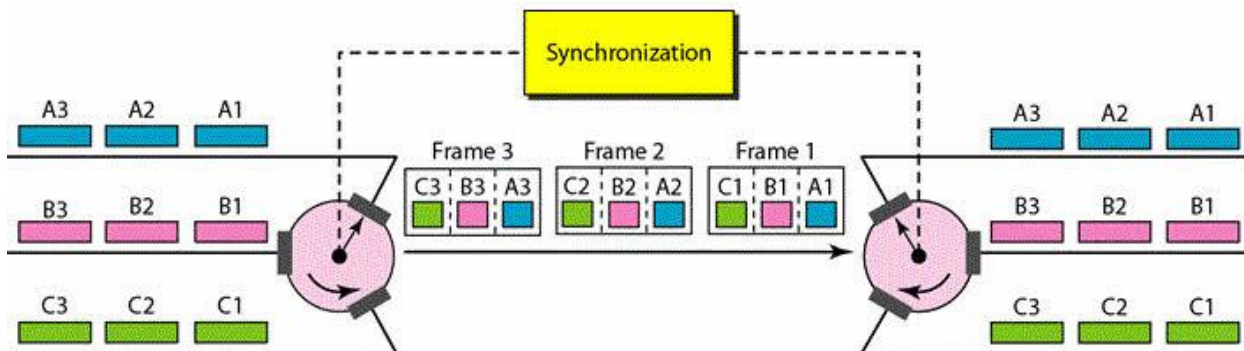 Synchronization
A3 A2 A1
A3 A2 A1
Frame 3 Frame 2 Frame 1
C3 B3 A3 C2 B2 A2 C1 B1 A1
B3 B2 B1
B3 B2 B1
C3 C2 C1
C3 C2 C1